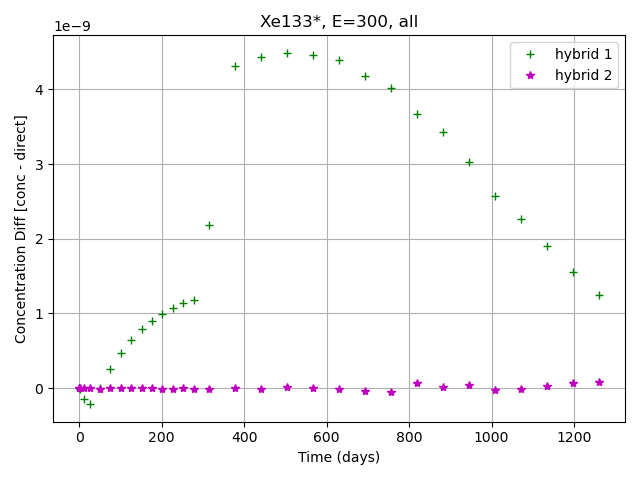 Xe133*, E=300, all
1e−9
hybrid 1
hybrid 2
4
3
2
1
0
Concentration Diff [conc - direct]
0 200 400 600 800 1000 1200
Time (days)